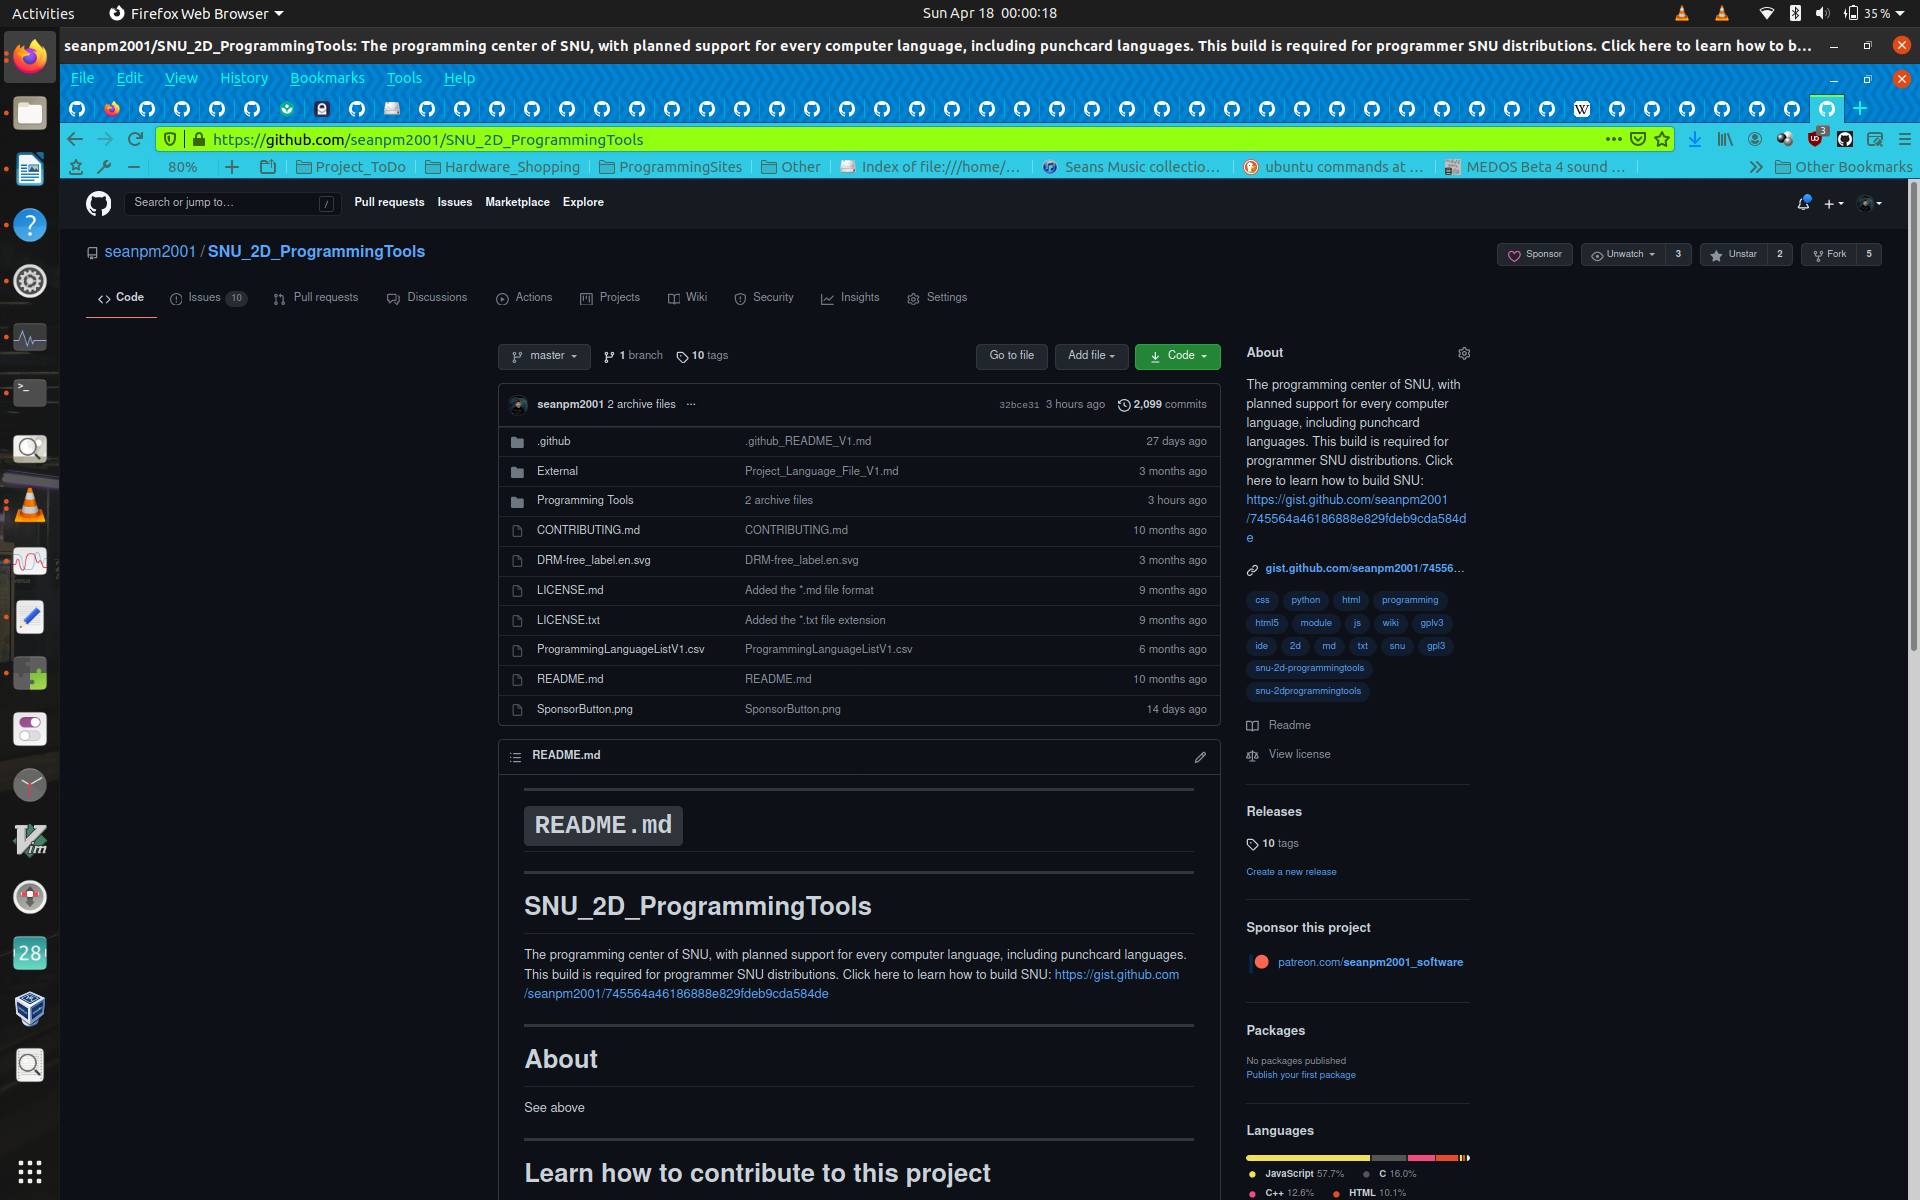 Activities
Firefox Web Browser
Sun Apr 18 00:00:18
35 %
seanpm2001/SNU_2D_ProgrammingTools: The programming center of SNU, with planned support for every computer language, including punchcard languages. This build is required for programmer SNU distributions. Click here to learn how to b...
File Edit View History Bookmarks Tools Help
https://github.com/seanpm2001/SNU_2D_ProgrammingTools
3
80%
Project_ToDo
Hardware_Shopping
ProgrammingSites
Other
Index of file:///home/...
Seans Music collectio...
ubuntu commands at ...
MEDOS Beta 4 sound ...
Other Bookmarks
Search or jump to...
/
Pull requests Issues Marketplace Explore
seanpm2001 / SNU_2D_ProgrammingTools
Sponsor
Unwatch 3
Unstar 2
Fork 5
Code
Issues 10
Pull requests
Discussions
Actions
Projects
Wiki
Security
Insights
Settings
master
1 branch
10 tags
Go to file
Add file
Code
seanpm2001 2 archive files ...
32bce31 3 hours ago 2,099 commits
.github .github_README_V1.md 27 days ago
External Project_Language_File_V1.md 3 months ago
Programming Tools 2 archive files 3 hours ago
CONTRIBUTING.md CONTRIBUTING.md 10 months ago
DRM-free_label.en.svg DRM-free_label.en.svg 3 months ago
LICENSE.md Added the *.md file format 9 months ago
LICENSE.txt Added the *.txt file extension 9 months ago
ProgrammingLanguageListV1.csv ProgrammingLanguageListV1.csv 6 months ago
README.md README.md 10 months ago
SponsorButton.png SponsorButton.png 14 days ago
README.md
README.md
SNU_2D_ProgrammingTools
The programming center of SNU, with planned support for every computer language, including punchcard languages.
This build is required for programmer SNU distributions. Click here to learn how to build SNU: https://gist.github.com
/seanpm2001/745564a46186888e829fdeb9cda584de
About
See above
Learn how to contribute to this project
About
The programming center of SNU, with
planned support for every computer
language, including punchcard
languages. This build is required for
programmer SNU distributions. Click
here to learn how to build SNU:
https://gist.github.com/seanpm2001
/745564a46186888e829fdeb9cda584d
e
gist.github.com/seanpm2001/74556...
css python html programming
html5 module js wiki gplv3
ide 2d md txt snu gpl3
snu-2d-programmingtools
snu-2dprogrammingtools
Readme
View license
Releases
10 tags
Create a new release
Sponsor this project
patreon.com/seanpm2001_software
Packages
No packages published
Publish your first package
Languages
JavaScript 57.7% C 16.0%
C++ 12.6% HTML 10.1%
28